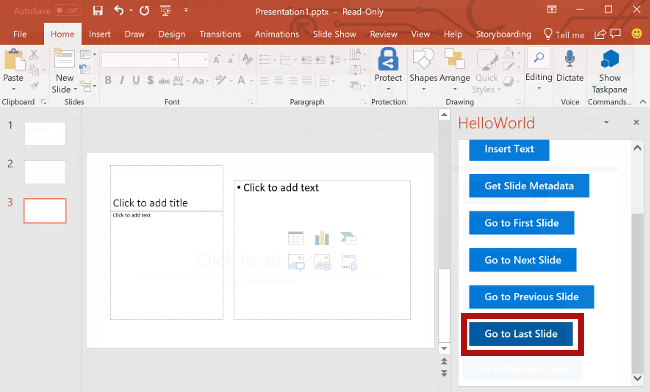 AutoSave Off Presentation1.pptx - Read-Only
File Home Insert Draw Design Transitions Animations Slide Show Review View Help Storyboarding Tell me
Paste New Slide Protect Shapes Arrange Quick Styles Editing Dictate Show Taskpane
B I U S abc AV Aa A
Clipboard Slides Font Paragraph Protection Drawing Voice Commands...
HelloWorld
1
2
3
Click to add title
Click to add text
• Click to add text
Insert Text
Get Slide Metadata
Go to First Slide
Go to Next Slide
Go to Previous Slide
Go to Last Slide